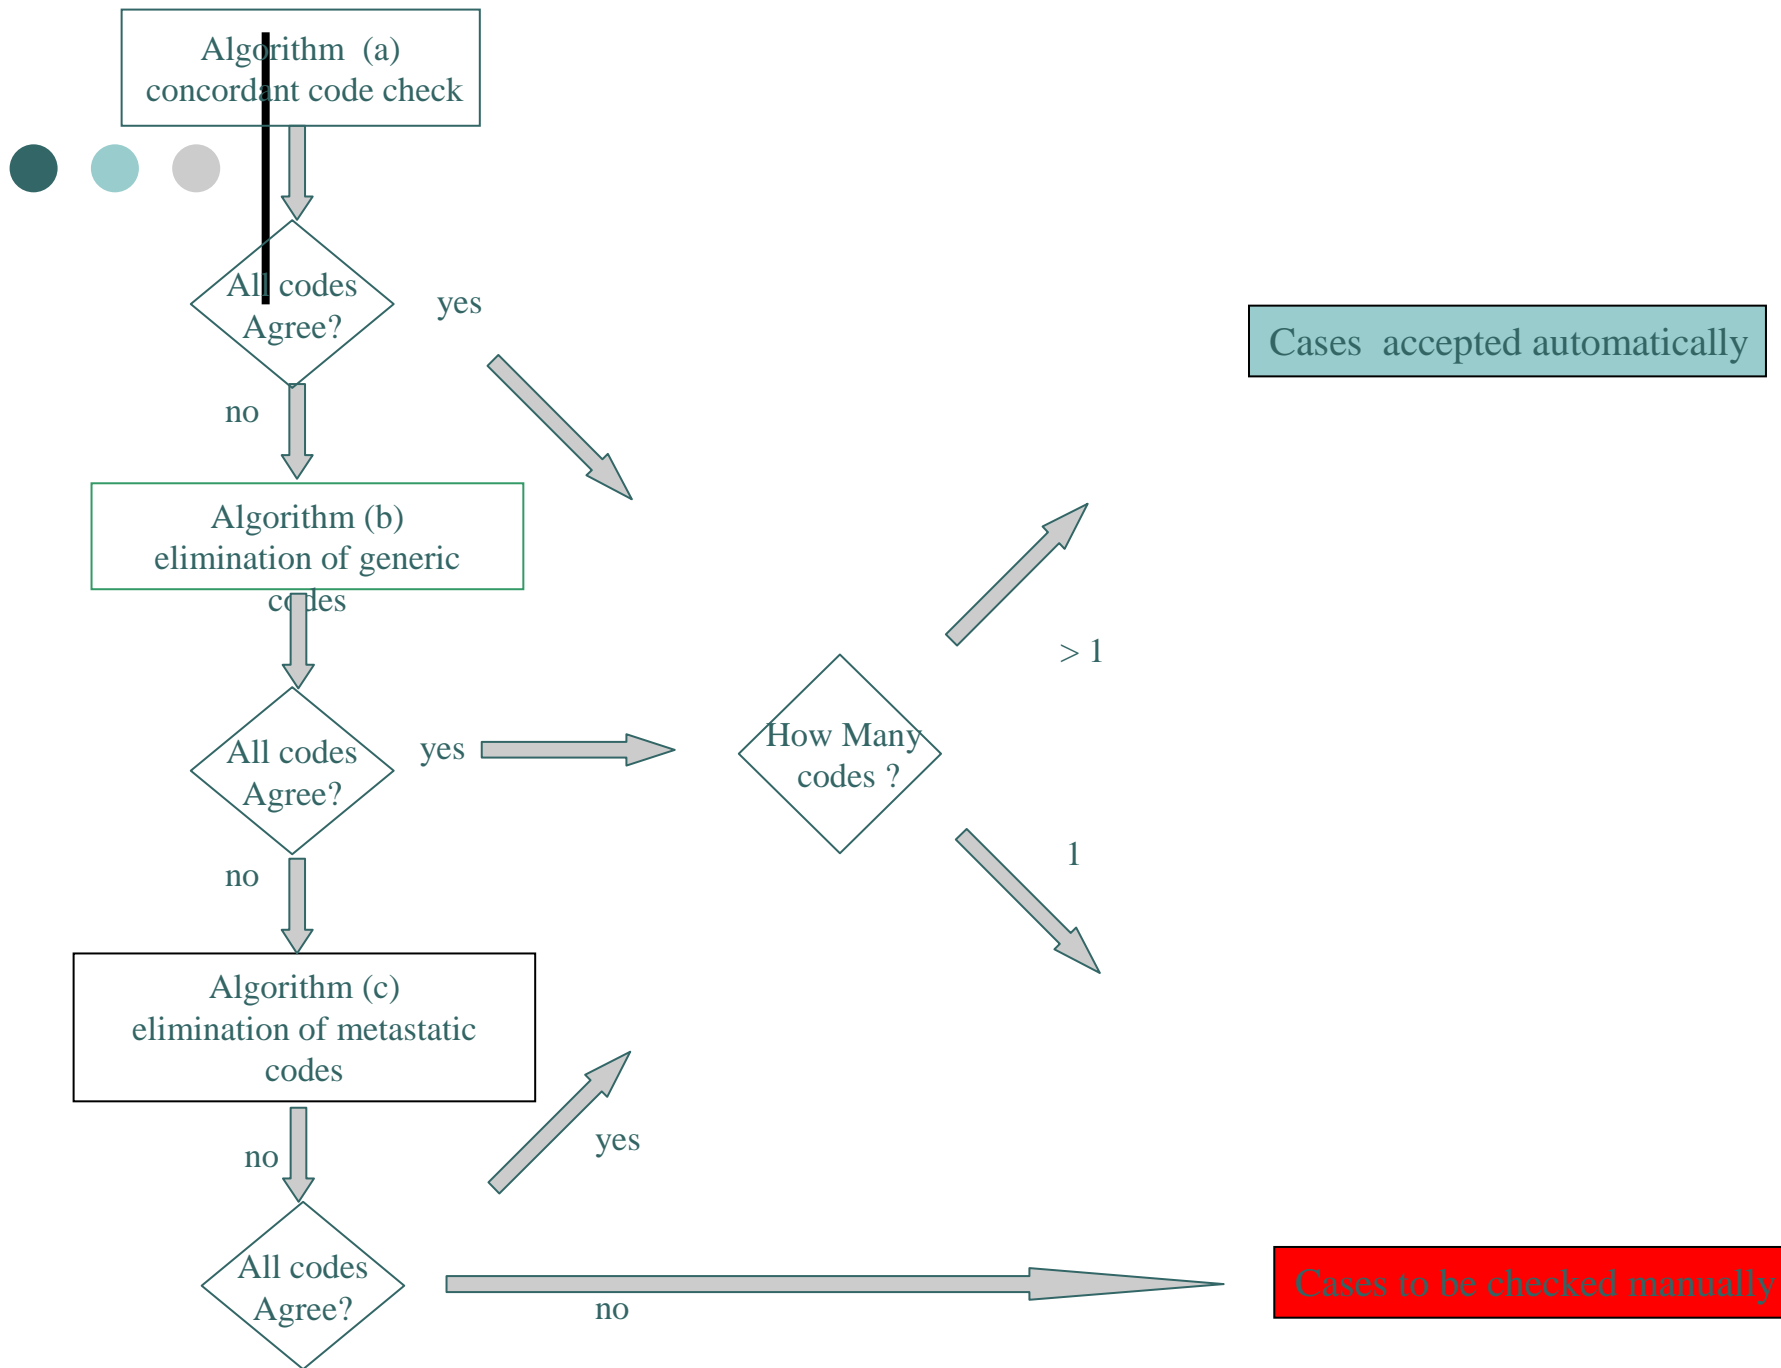 Algorithm (a)
concordant code check
All codes
Agree?
yes
Cases accepted automatically
no
Algorithm (b)
elimination of generic
codes
> 1
How Many
codes ?
All codes
Agree?
yes
1
no
Algorithm (c)
elimination of metastatic
codes
yes
no
All codes
Agree?
no
Cases to be checked manually